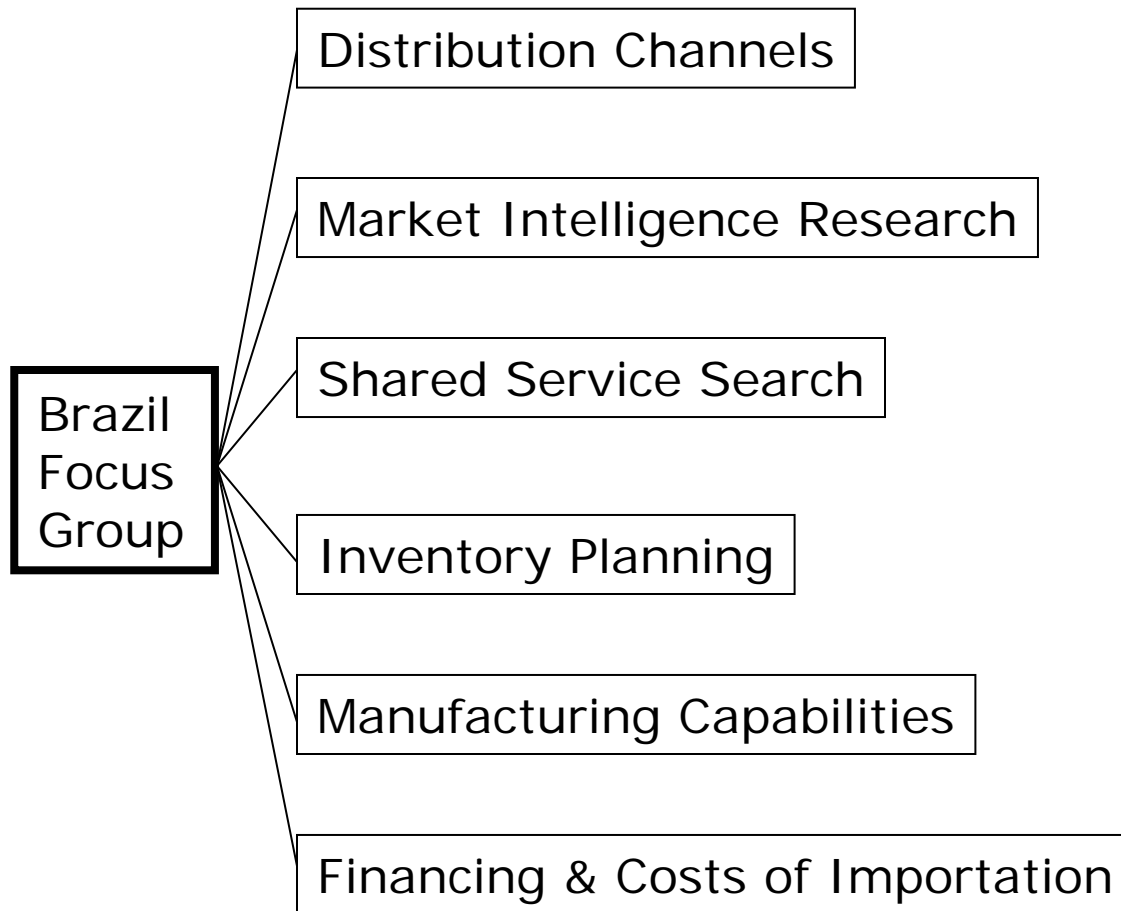 Distribution Channels
Market Intelligence Research
Shared Service Search
Brazil
Focus
Group
Inventory Planning
Manufacturing Capabilities
Financing & Costs of Importation